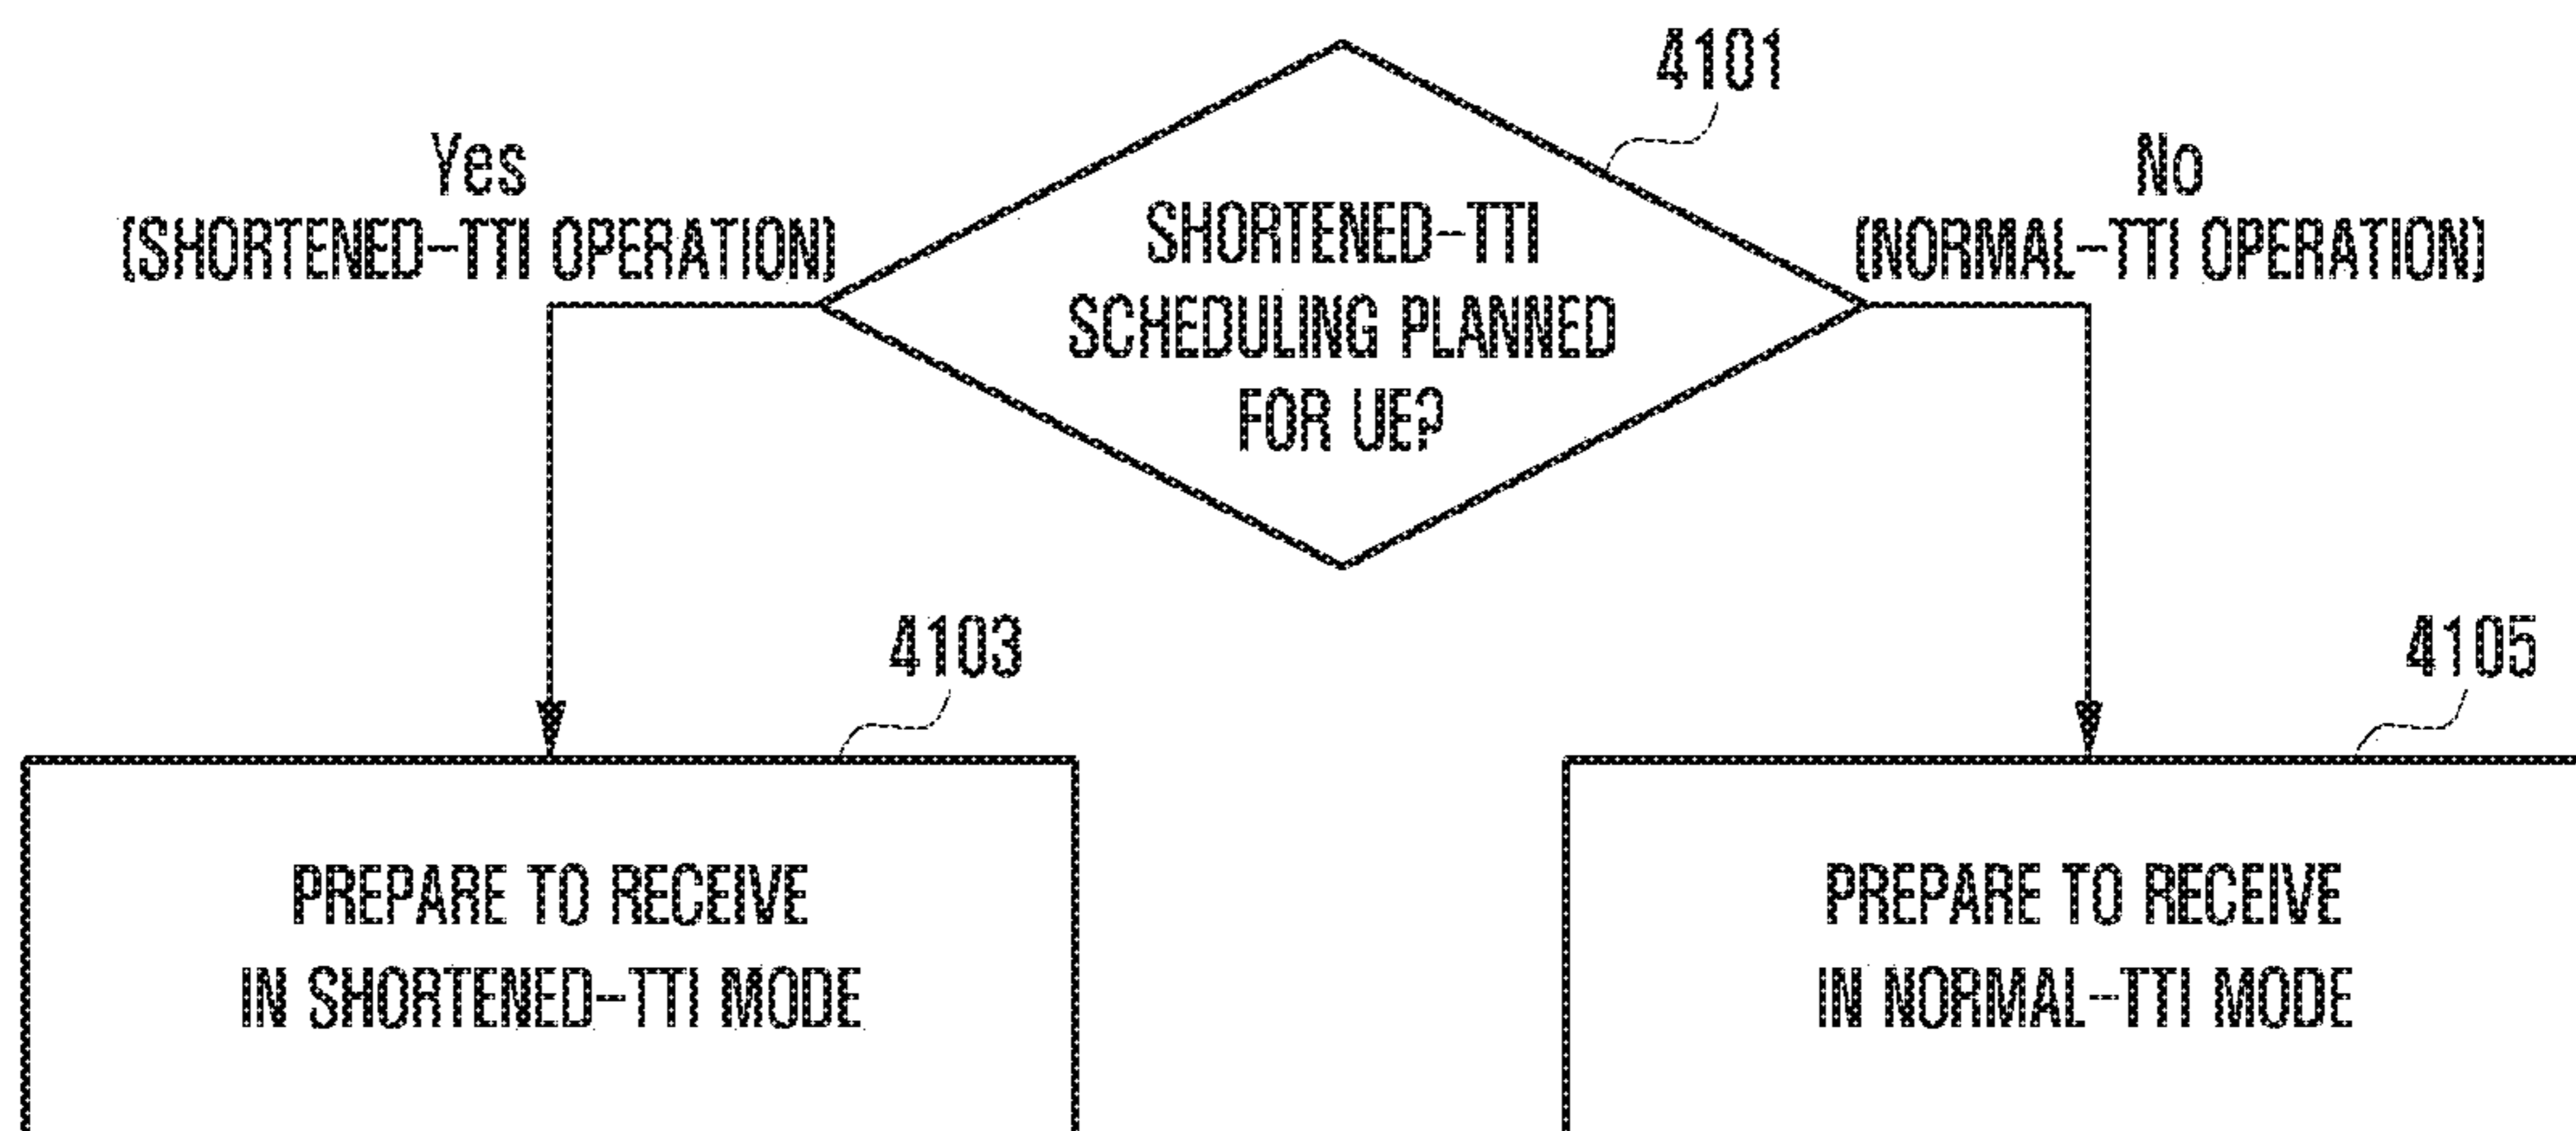 4101
Yes
(SHORTENED-TTI OPERATION)
SHORTENED-TTI
SCHEDULING PLANNED
FOR UE?
No
(NORMAL-TTI OPERATION)
4103
PREPARE TO RECEIVE
IN SHORTENED-TTI MODE
4105
PREPARE TO RECEIVE
IN NORMAL-TTI MODE